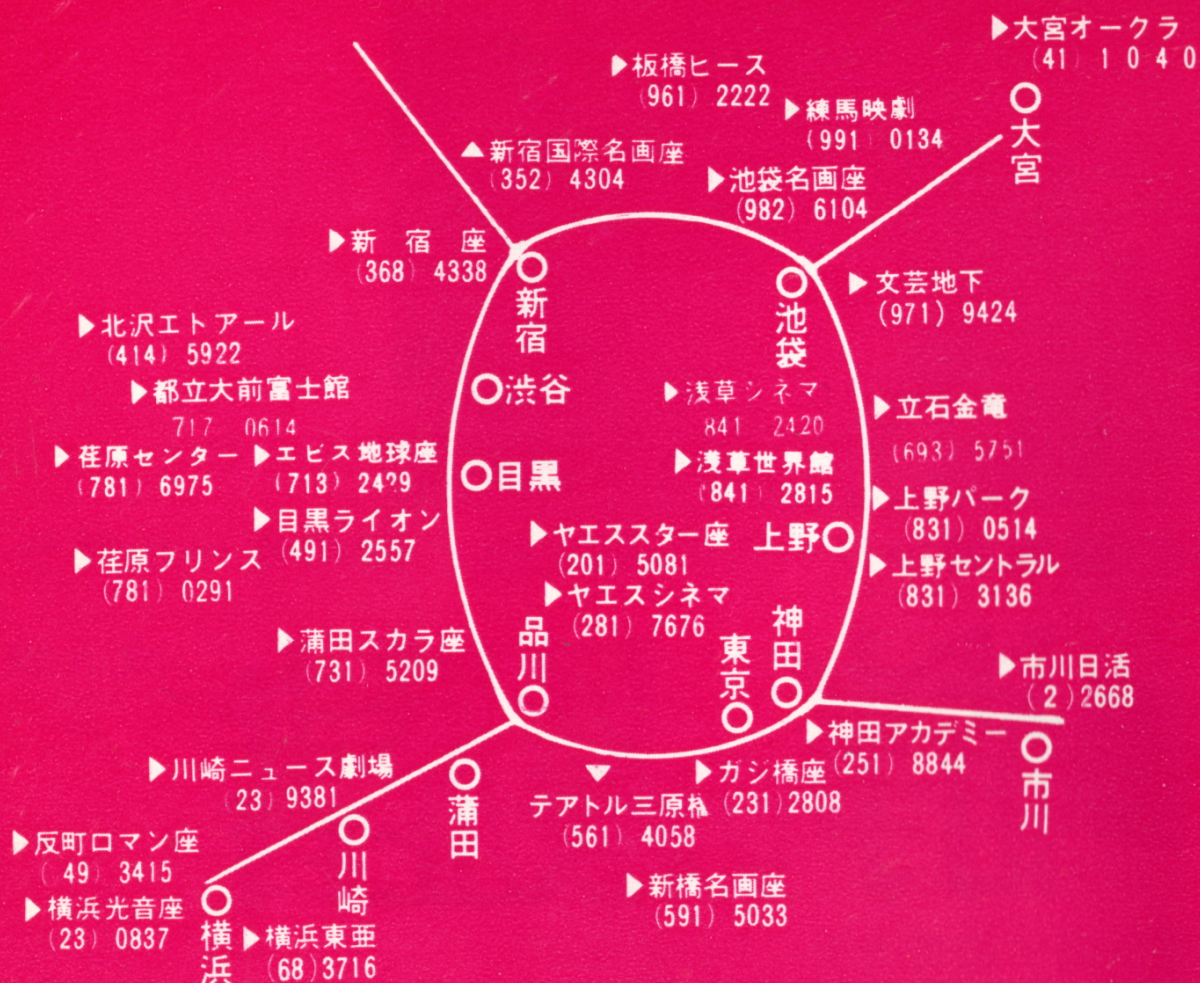 ▶大宮オークラ
(41) 1040
▶板橋ピース
(961) 2222
▶練馬映劇
(991) 0134
大宮
▲新宿国際名画座
(352) 4304
▶池袋名画座
(982) 6104
▶新宿座
(368) 4338
新宿
池袋
▶文芸地下
(971) 9424
▶北沢エトアール
(414) 5922
▶都立大前富士館
717 0614
渋谷
▶浅草シネマ
841 2420
▶立石金竜
(693) 5751
▶荏原センター
(781) 6975
▶エビス地球座
(713)
目黒
▶浅草世界館
(841) 2815
▶上野パーク
(831) 0514
▶目黒ライオン
(491) 2557
▶ヤエススター座
(201) 5081
上野
▶荏原プリンス
(781) 0291
▶上野セントラル
(831) 3136
▶ヤエスシネマ
(281) 7676
▶蒲田スカラ座
(731) 5209
品川
東京
神田
▶市川日活
(2)2668
▶神田アカデミー
(251) 8844
市川
▶川崎ニュース劇場
(23) 9381
蒲田
▼
テアトル三原橋
(561) 4058
▶ガジ橋座
(231)2808
▶反町ロマン座
(49) 3415
川崎
▶新橋名画座
(591) 5033
▶横浜光音座
(23) 0837
横浜
▶横浜東亜
(68)3716